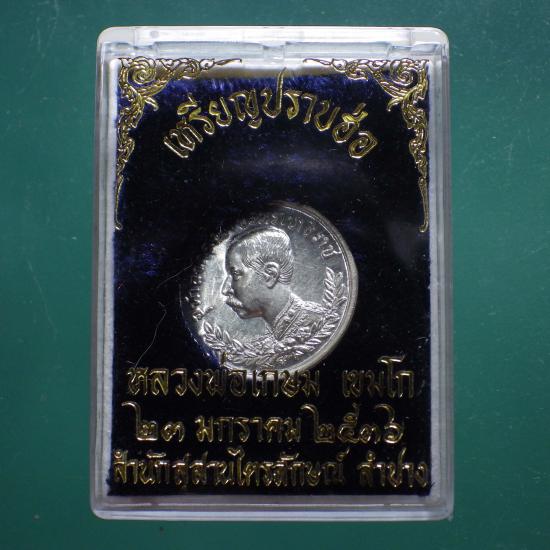 เหรียญปราบฮ่อ
หลวงพ่อเกษม เขมโก
๒๓ มกราคม ๒๕๓๖
สำนักสุสานไตรลักษณ์ ลำปาง